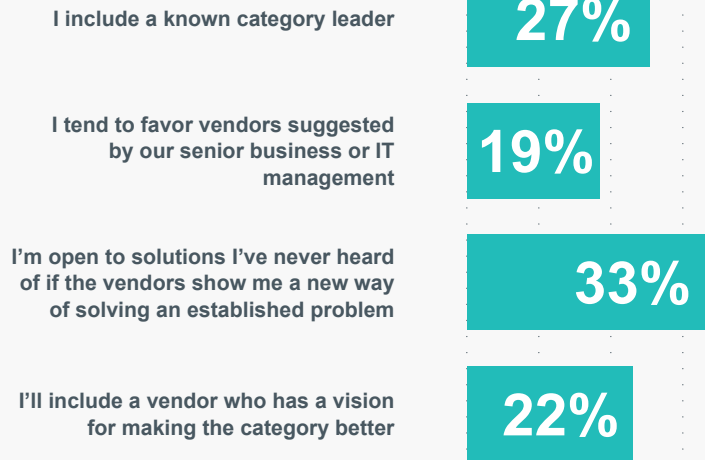 I include a known category leader
27%
I tend to favor vendors suggested
by our senior business or IT
management
19%
I'm open to solutions I've never heard
of if the vendors show me a new way
of solving an established problem
33%
I'll include a vendor who has a vision
for making the category better
22%